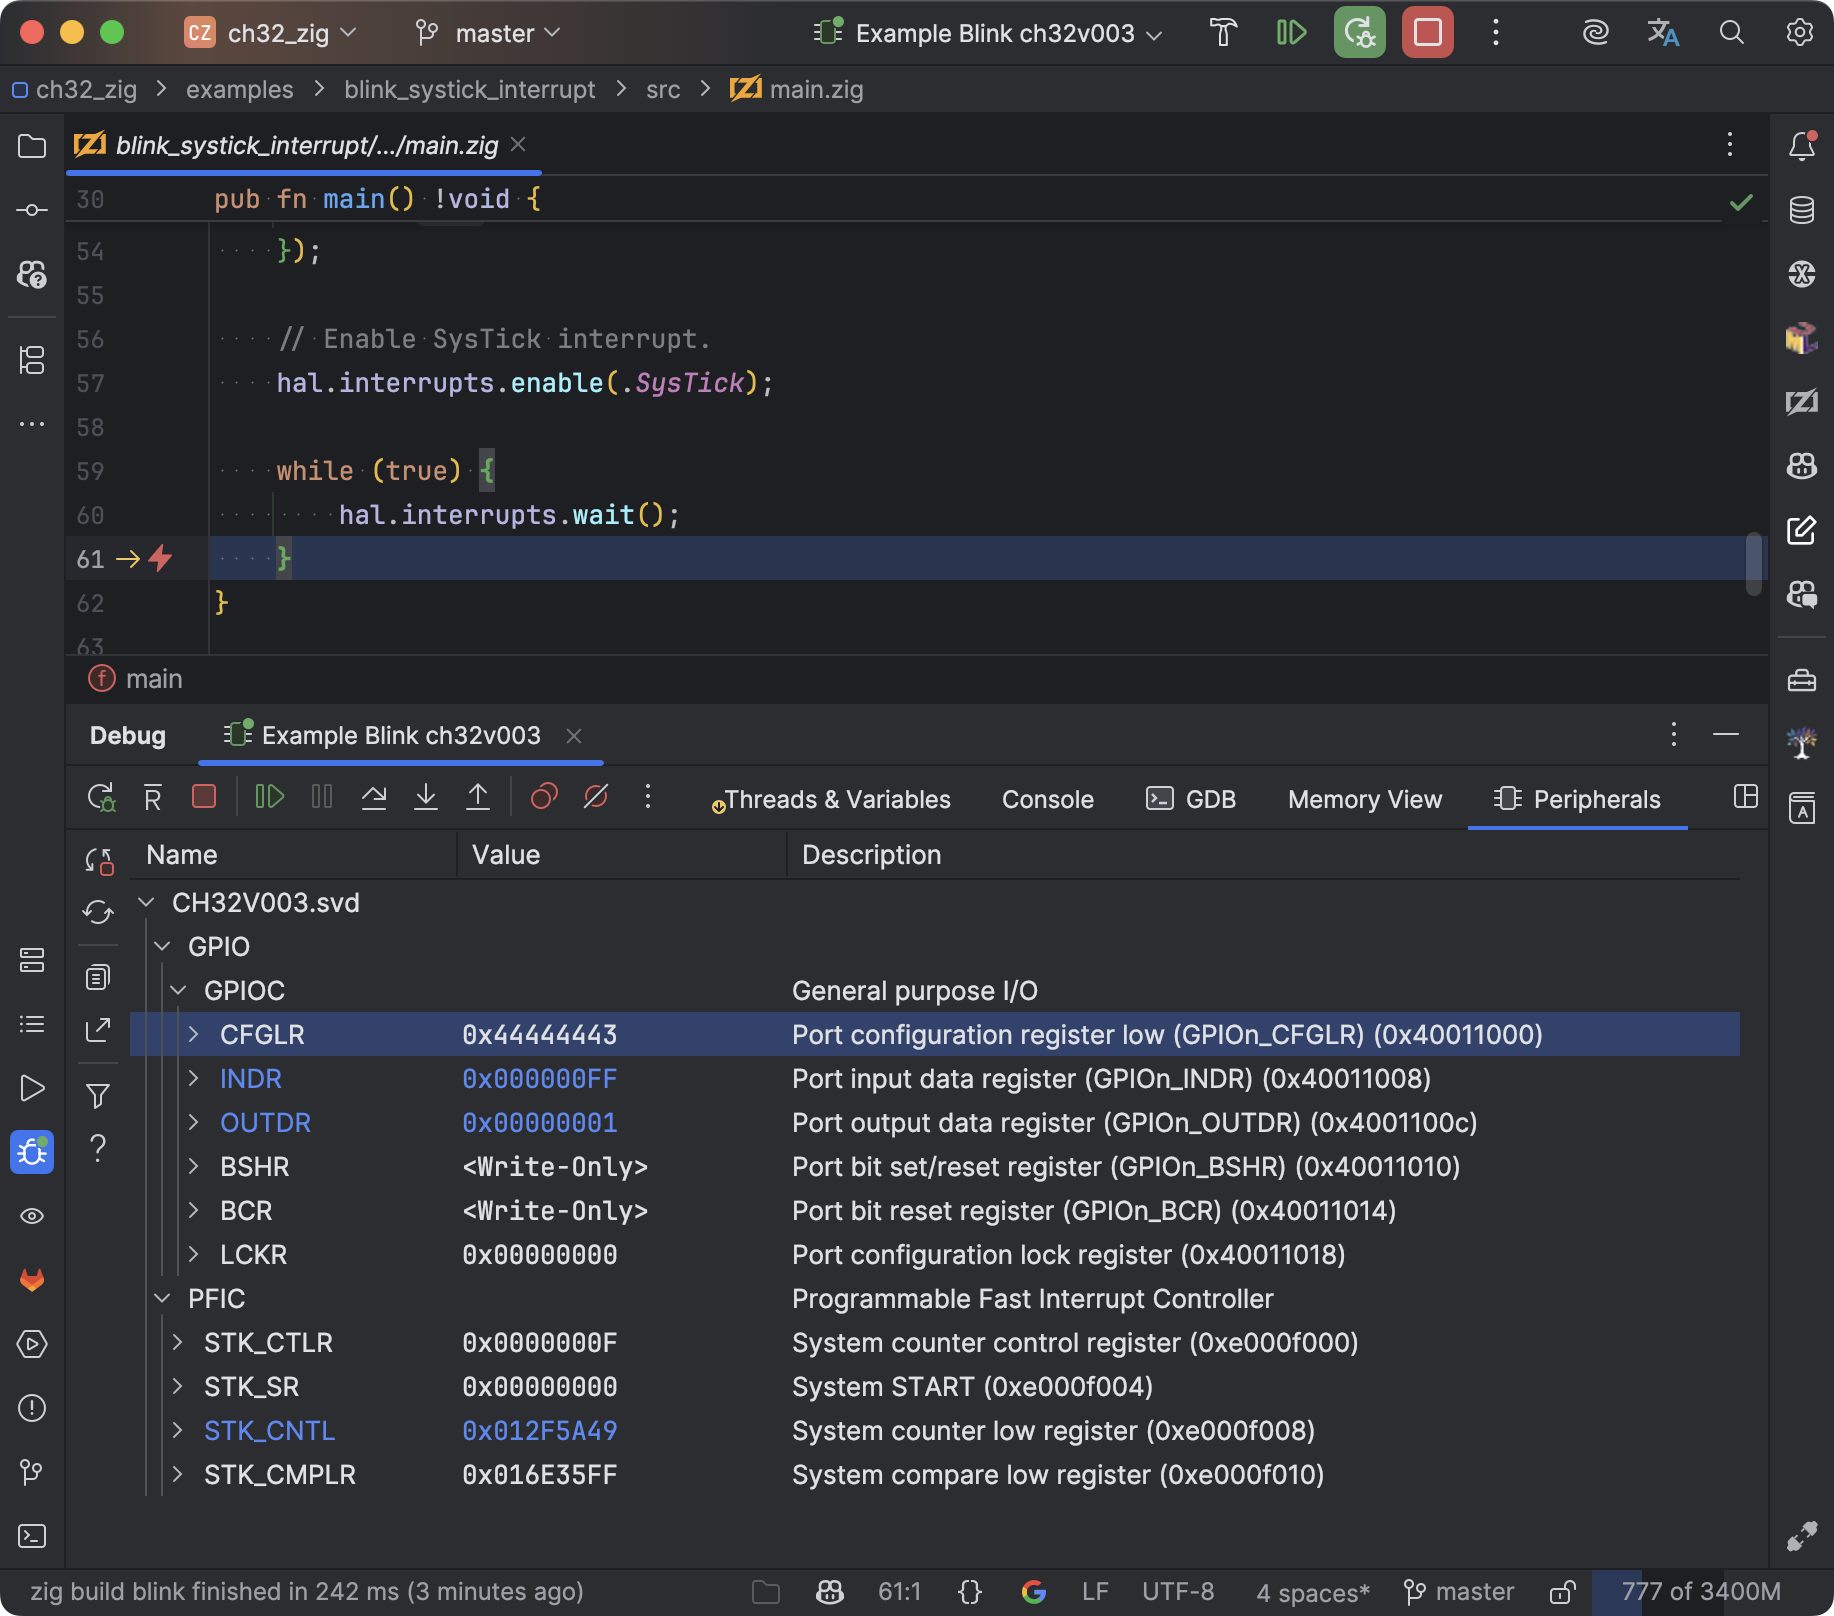 CZ ch32_zig master Example Blink ch32v003
ch32_zig examples blink_systick_interrupt src main.zig
blink_systick_interrupt/.../main.zig
30 pub fn main() !void {
54 });
55
56 // Enable SysTick interrupt.
57 hal.interrupts.enable(.SysTick);
58
59 while (true) {
60 hal.interrupts.wait();
61 }
62 }
63
f main
Debug Example Blink ch32v003
Threads & Variables Console GDB Memory View Peripherals
Name Value Description
CH32V003.svd
GPIO
GPIOC General purpose I/O
CFGLR 0x44444443 Port configuration register low (GPIOn_CFGLR) (0x40011000)
INDR 0x000000FF Port input data register (GPIOn_INDR) (0x40011008)
OUTDR 0x00000001 Port output data register (GPIOn_OUTDR) (0x4001100c)
BSHR <Write-Only> Port bit set/reset register (GPIOn_BSHR) (0x40011010)
BCR <Write-Only> Port bit reset register (GPIOn_BCR) (0x40011014)
LCKR 0x00000000 Port configuration lock register (0x40011018)
PFIC Programmable Fast Interrupt Controller
STK_CTLR 0x0000000F System counter control register (0xe000f000)
STK_SR 0x00000000 System START (0xe000f004)
STK_CNTL 0x012F5A49 System counter low register (0xe000f008)
STK_CMPLR 0x016E35FF System compare low register (0xe000f010)
zig build blink finished in 242 ms (3 minutes ago) 61:1 {} LF UTF-8 4 spaces* master 777 of 3400M